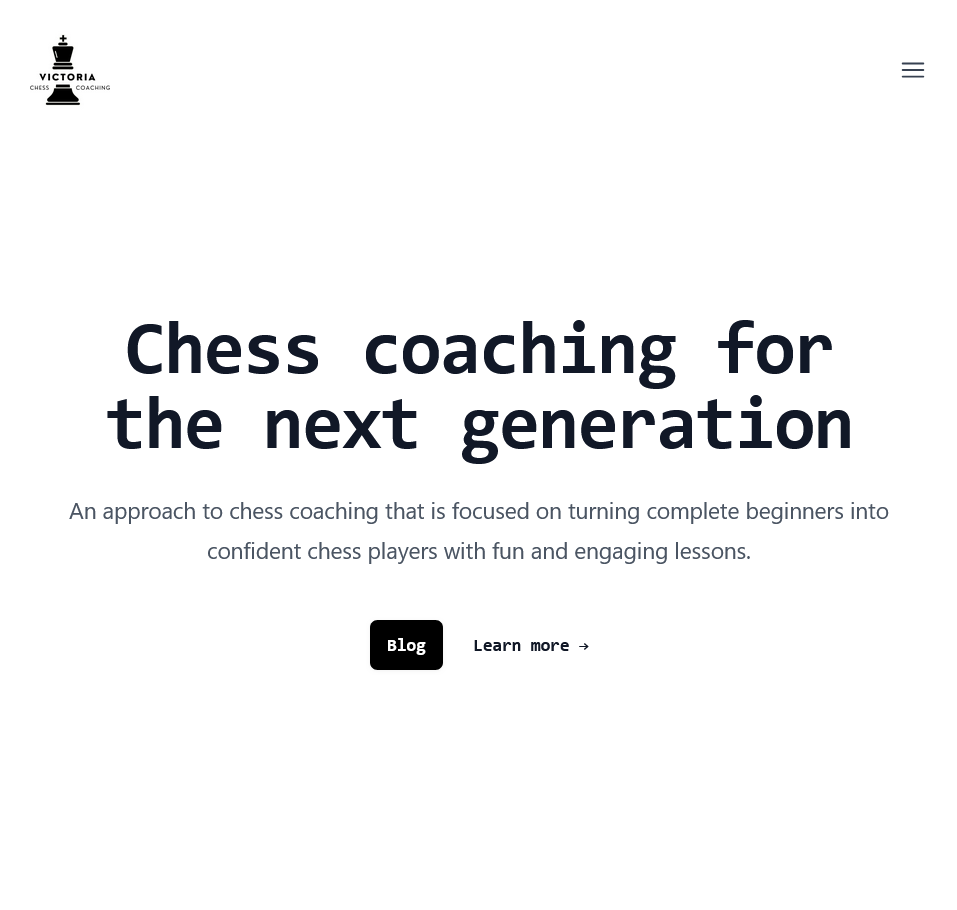 VICTORIA
CHESS COACHING
Chess coaching for
the next generation
An approach to chess coaching that is focused on turning complete beginners into
confident chess players with fun and engaging lessons.
Blog Learn more →